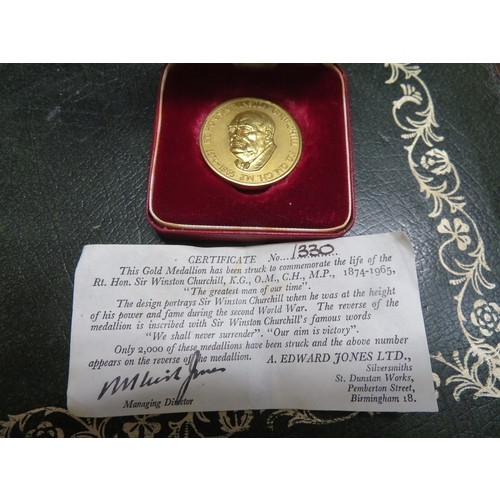 CERTIFICATE No. 1330
This Gold Medallion has been struck to commemorate the life of the
Rt. Hon. Sir Winston Churchill, K.G., O.M., C.H., M.P., 1874-1965,
"The greatest man of our time".
The design portrays Sir Winston Churchill when he was at the height
of his power and fame during the second World War. The reverse of the
medallion is inscribed with Sir Winston Churchill's famous words
"We shall never surrender". "Our aim is victory".
Only 2,000 of these medallions have been struck and the above number
appears on the reverse of the medallion. A. EDWARD JONES LTD.,
Silversmiths
St. Dunstan Works,
Pemberton Street,
Birmingham 18.
Managing Director